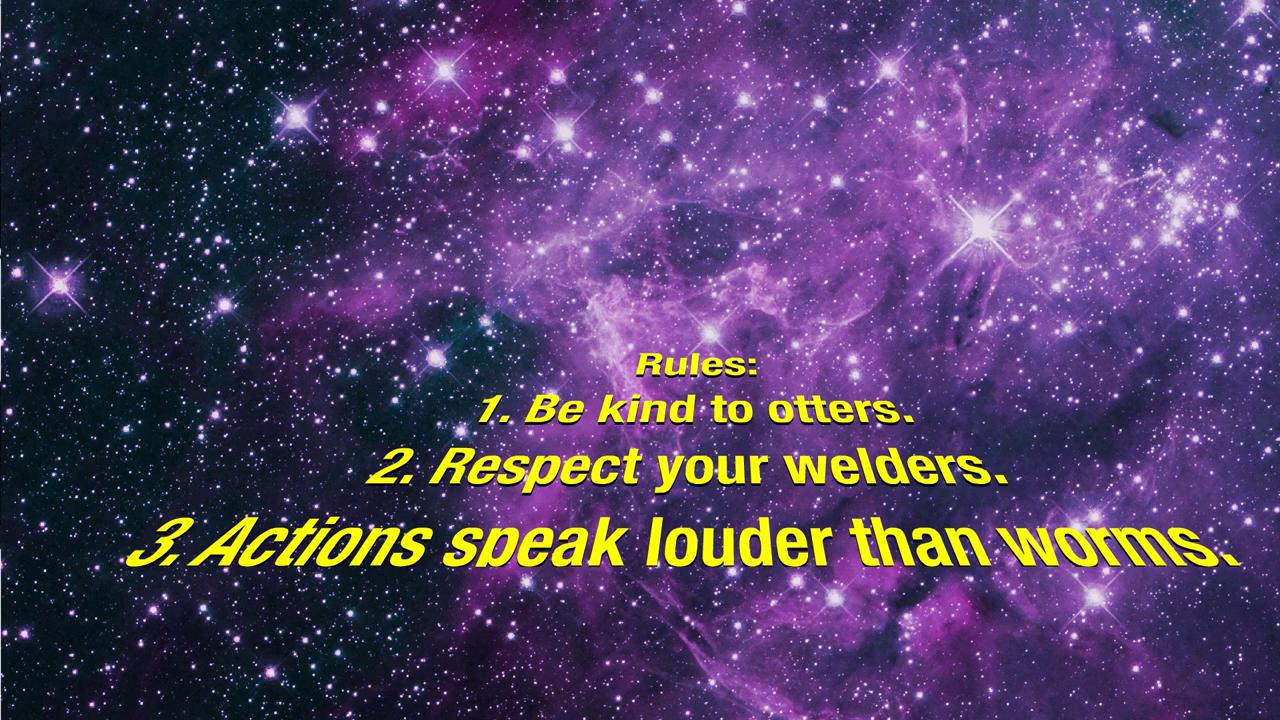 Rules:
1. Be kind to otters.
2. Respect your welders.
3. Actions speak louder than worms.